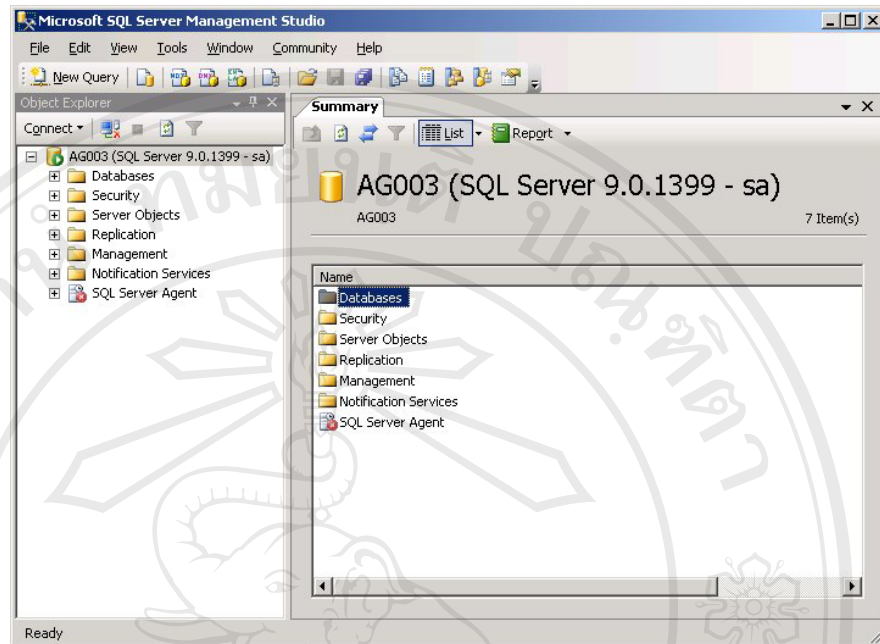 Microsoft SQL Server Management Studio
File Edit View Tools Window Community Help
New Query
Object Explorer
Connect
AG003 (SQL Server 9.0.1399 - sa)
Databases
Security
Server Objects
Replication
Management
Notification Services
SQL Server Agent
Summary
List Report
AG003 (SQL Server 9.0.1399 - sa)
AG003
7 Item(s)
Name
Databases
Security
Server Objects
Replication
Management
Notification Services
SQL Server Agent
Ready